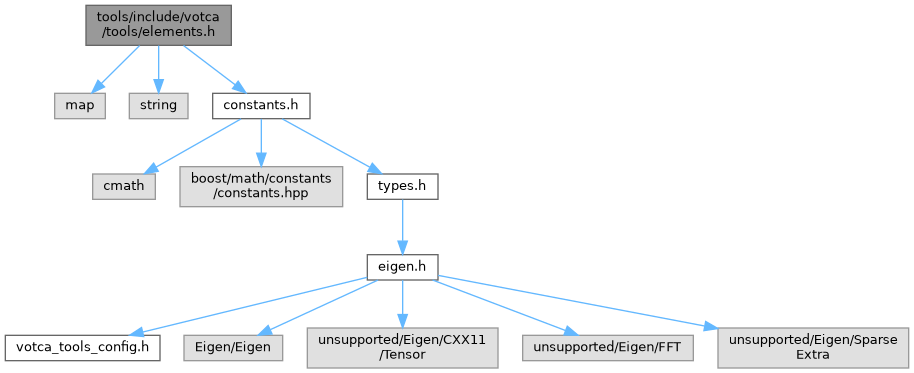 tools/include/votca
/tools/elements.h
map
string
constants.h
cmath
boost/math/constants
/constants.hpp
types.h
eigen.h
votca_tools_config.h
Eigen/Eigen
unsupported/Eigen/CXX11
/Tensor
unsupported/Eigen/FFT
unsupported/Eigen/Sparse
Extra